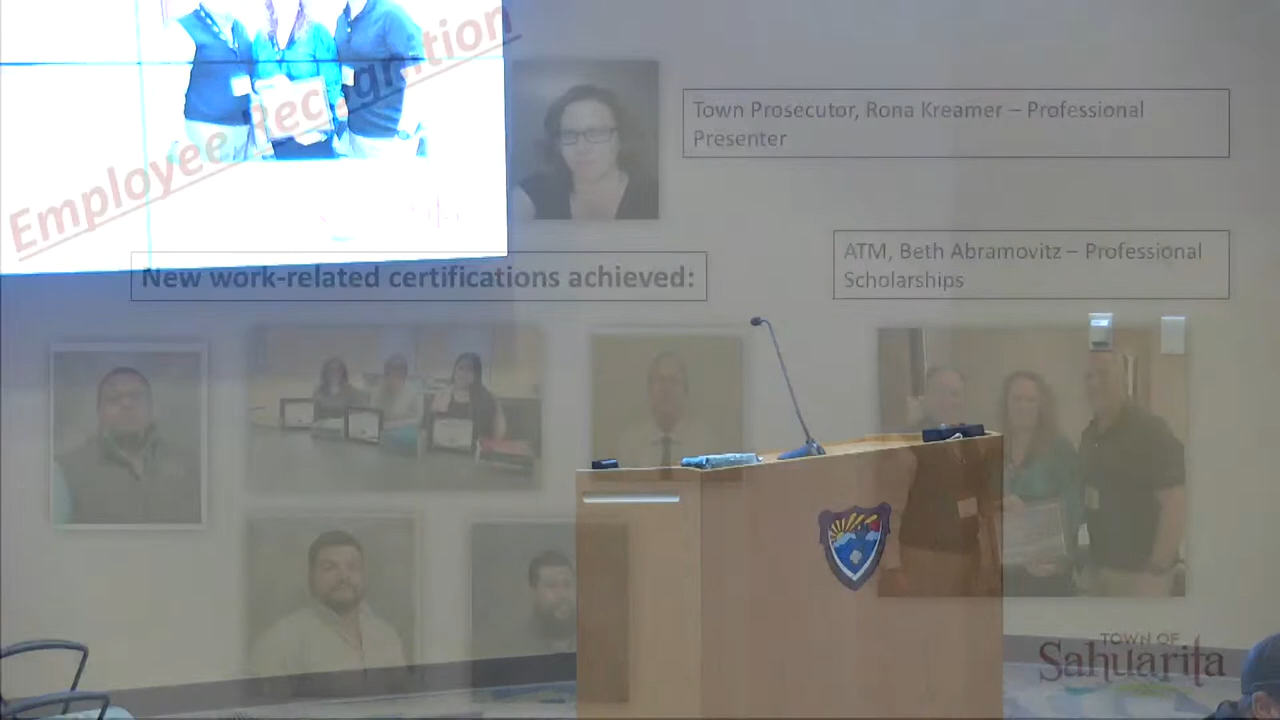 Employee Recognition
Town Prosecutor, Rona Kreamer – Professional
Presenter
ATM, Beth Abramovitz – Professional
Scholarships
New work-related certifications achieved:
TOWN OF
Sahuarita